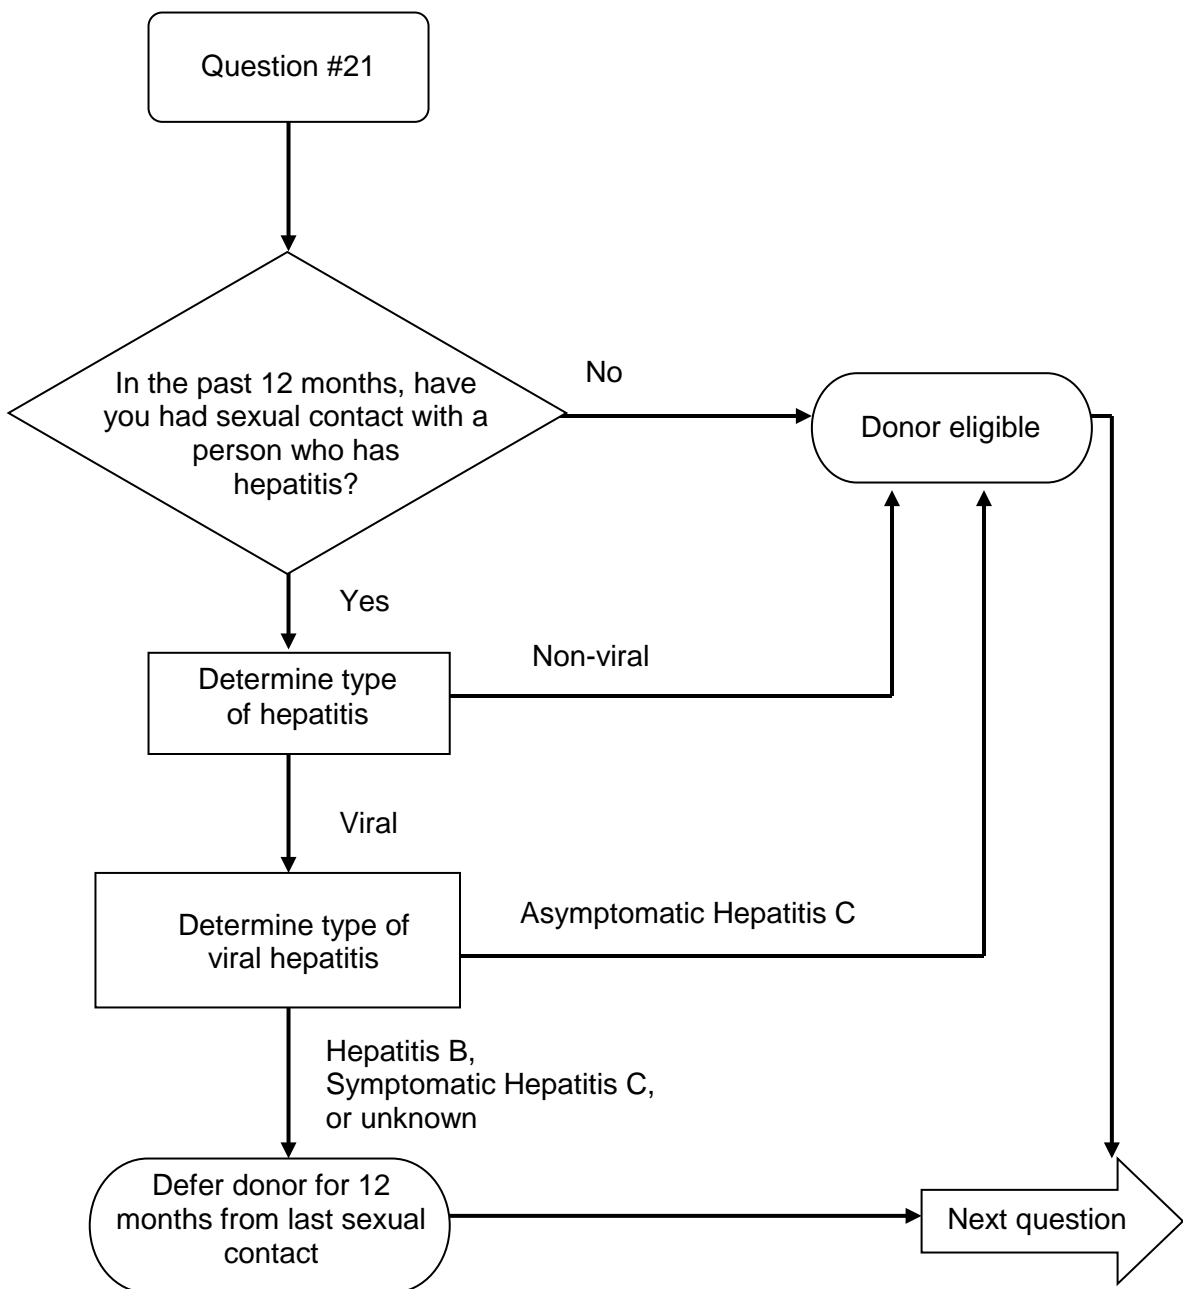 Question #21
In the past 12 months, have
you had sexual contact with a
person who has
hepatitis?
No
Donor eligible
Yes
Determine type
of hepatitis
Non-viral
Viral
Determine type of
viral hepatitis
Asymptomatic Hepatitis C
Hepatitis B,
Symptomatic Hepatitis C,
or unknown
Defer donor for 12
months from last sexual
contact
Next question